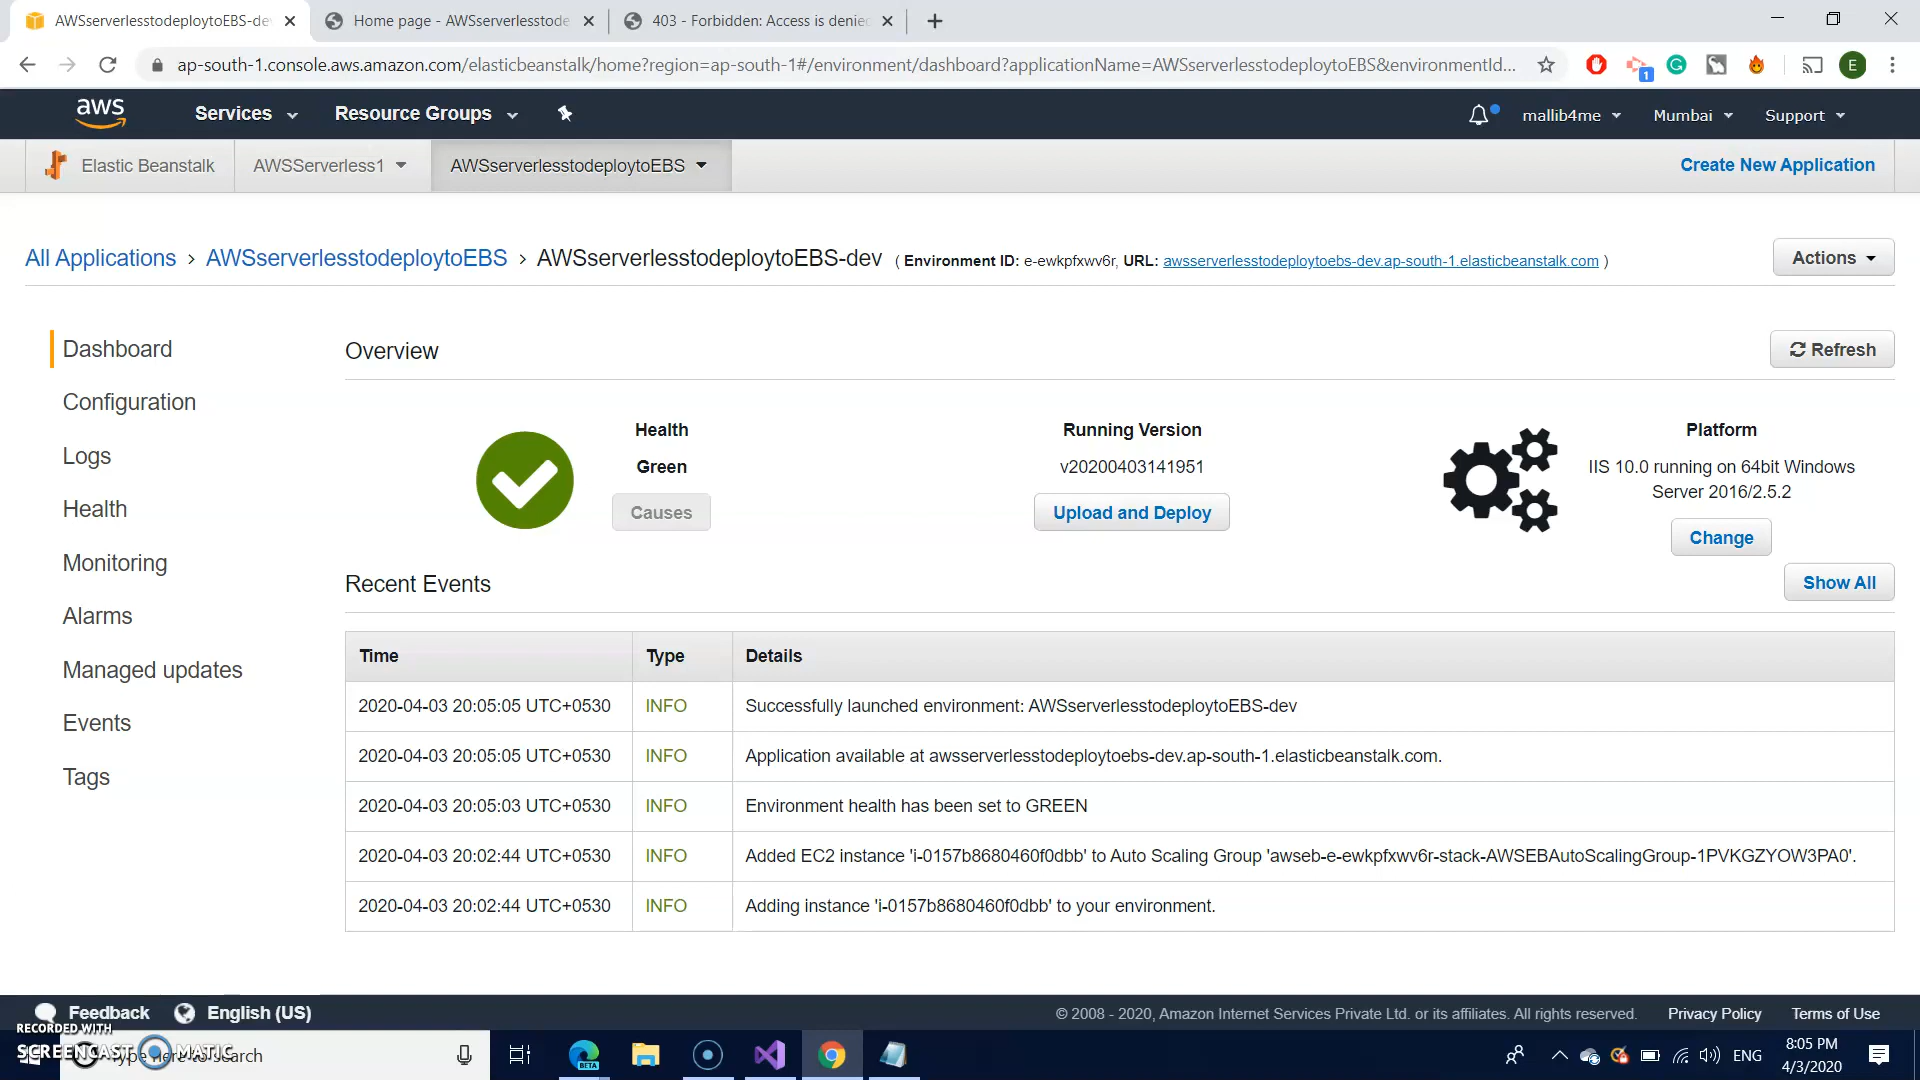 AWSserverlesstodeploytoEBS-de
Home page - AWSserverlesstode
403 - Forbidden: Access is denied
ap-south-1.console.aws.amazon.com/elasticbeanstalk/home?region=ap-south-1#/environment/dashboard?applicationName=AWSserverlesstodeploytoEBS&environmentId...
1
E
aws
Services
Resource Groups
mallib4me
Mumbai
Support
Elastic Beanstalk
AWSServerless1
AWSserverlesstodeploytoEBS
Create New Application
All Applications › AWSserverlesstodeploytoEBS › AWSserverlesstodeploytoEBS-dev ( Environment ID: e-ewkpfxwv6r, URL: awsserverlesstodeploytoebs-dev.ap-south-1.elasticbeanstalk.com )
Actions
Dashboard
Configuration
Logs
Health
Monitoring
Alarms
Managed updates
Events
Tags
Overview
Refresh
Health
Green
Causes
Running Version
v20200403141951
Upload and Deploy
Platform
IIS 10.0 running on 64bit Windows
Server 2016/2.5.2
Change
Recent Events
Show All
Time Type Details
2020-04-03 20:05:05 UTC+0530 INFO Successfully launched environment: AWSserverlesstodeploytoEBS-dev
2020-04-03 20:05:05 UTC+0530 INFO Application available at awsserverlesstodeploytoebs-dev.ap-south-1.elasticbeanstalk.com.
2020-04-03 20:05:03 UTC+0530 INFO Environment health has been set to GREEN
2020-04-03 20:02:44 UTC+0530 INFO Added EC2 instance 'i-0157b8680460f0dbb' to Auto Scaling Group 'awseb-e-ewkpfxwv6r-stack-AWSEBAutoScalingGroup-1PVKGZYOW3PA0'.
2020-04-03 20:02:44 UTC+0530 INFO Adding instance 'i-0157b8680460f0dbb' to your environment.
Feedback
English (US)
© 2008 - 2020, Amazon Internet Services Private Ltd. or its affiliates. All rights reserved.
Privacy Policy
Terms of Use
RECORDED WITH
SCREENCAST MATIC
Type here to search
BETA
ENG
8:05 PM
4/3/2020